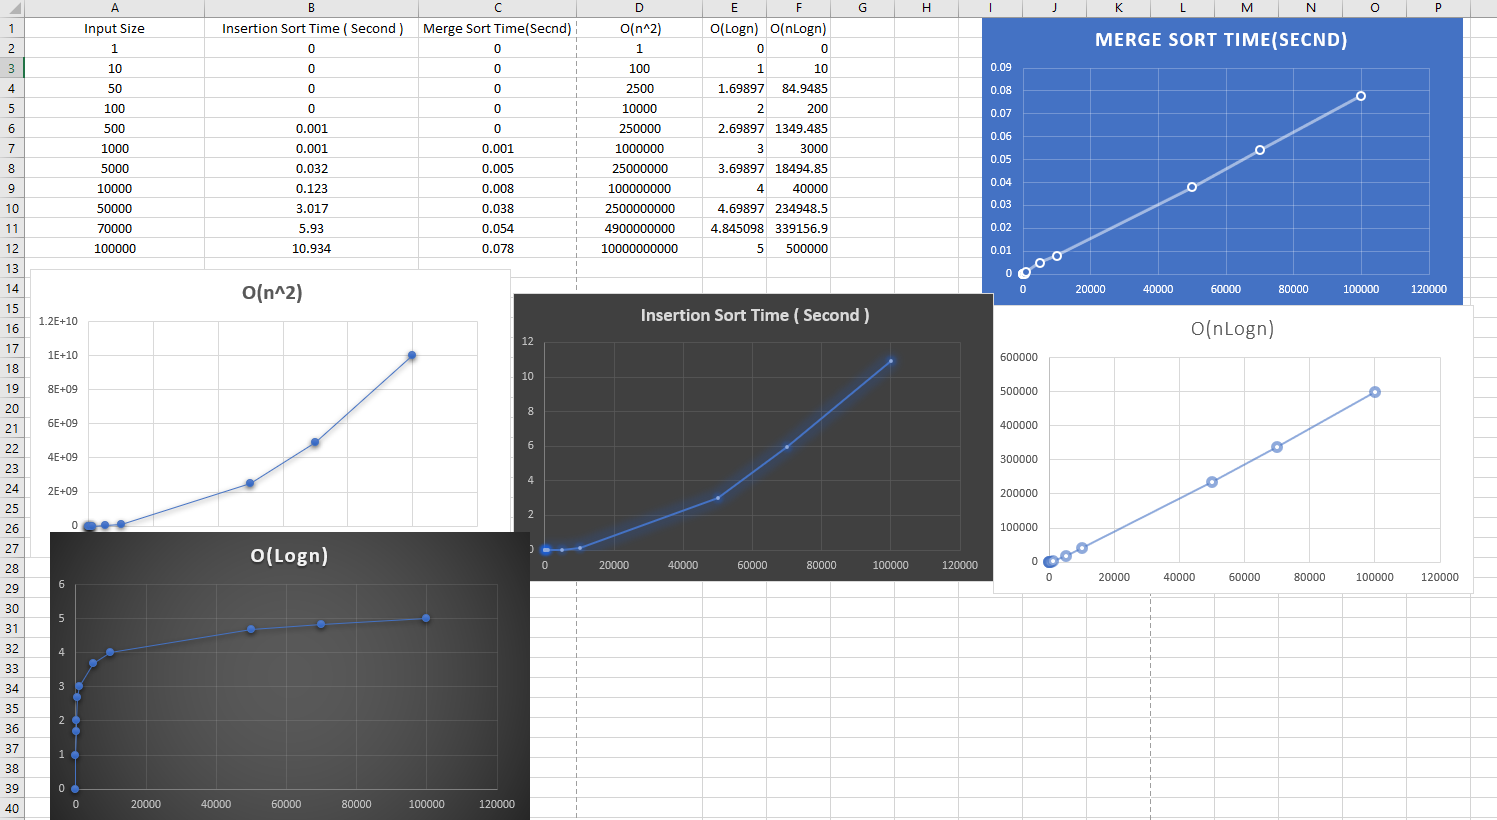 A B C D E F G H I J K L M N O P
1 Input Size Insertion Sort Time ( Second ) Merge Sort Time(Secnd) O(n^2) O(Logn) O(nLogn)
2 1 0 0 1 0 0
3 10 0 0 100 1 10
4 50 0 0 2500 1.69897 84.9485
5 100 0 0 10000 2 200
6 500 0.001 0 250000 2.69897 1349.485
7 1000 0.001 0.001 1000000 3 3000
8 5000 0.032 0.005 25000000 3.69897 18494.85
9 10000 0.123 0.008 100000000 4 40000
10 50000 3.017 0.038 2500000000 4.69897 234948.5
11 70000 5.93 0.054 4900000000 4.845098 339156.9
12 100000 10.934 0.078 10000000000 5 500000
13
14
15
16
17
18
19
20
21
22
23
24
25
26
27
28
29
30
31
32
33
34
35
36
37
38
39
40
MERGE SORT TIME(SECND)
0.09
0.08
0.07
0.06
0.05
0.04
0.03
0.02
0.01
0
0 20000 40000 60000 80000 100000 120000
O(n^2)
1.2E+10
1E+10
8E+09
6E+09
4E+09
2E+09
0
Insertion Sort Time ( Second )
12
10
8
6
4
2
0
0 20000 40000 60000 80000 100000 120000
O(nLogn)
600000
500000
400000
300000
200000
100000
0
0 20000 40000 60000 80000 100000 120000
O(Logn)
6
5
4
3
2
1
0
0 20000 40000 60000 80000 100000 120000